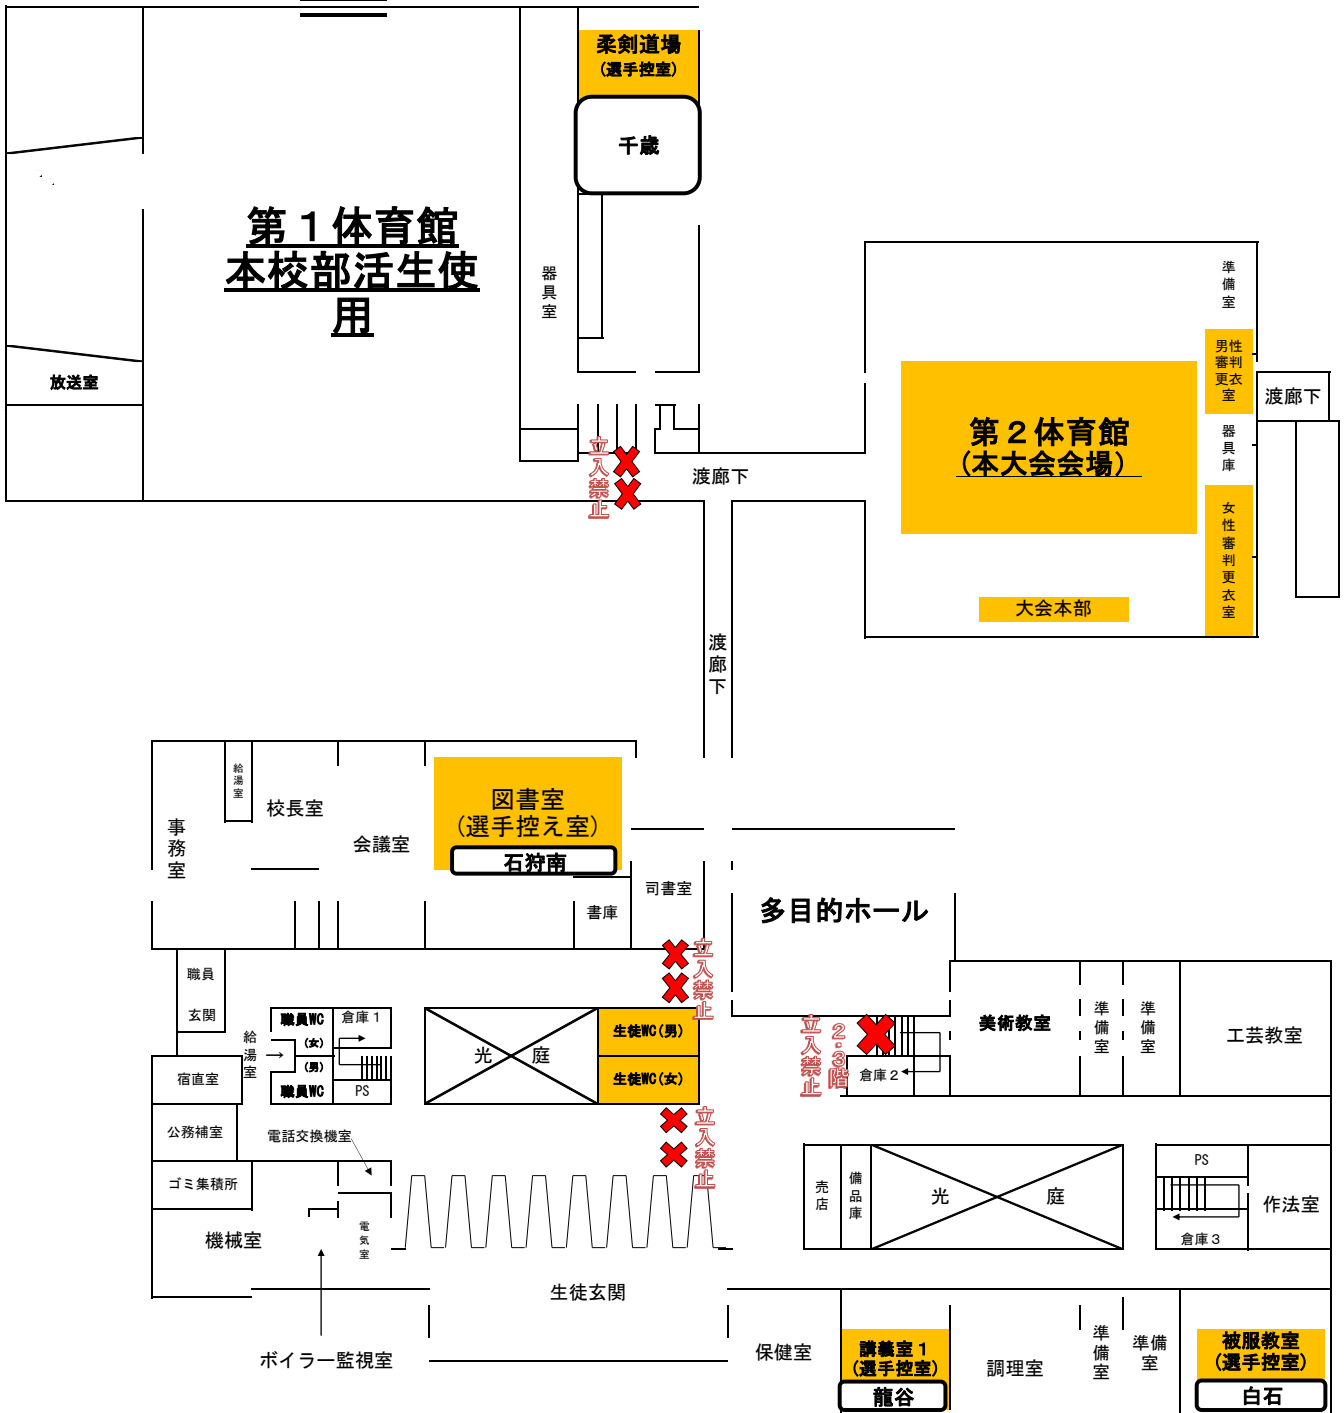 柔剣道場
(選手控室)
千歳
第１体育館
本校部活生使
用
器具室
放送室
立入禁止
渡廊下
準備室
男性審判更衣室
渡廊下
第２体育館
(本大会会場)
器具庫
女性審判更衣室
大会本部
渡廊下
給湯室
校長室
事務室
会議室
図書室
(選手控え室)
石狩南
司書室
書庫
多目的ホール
立入禁止
職員
玄関
職員WC
(女)
倉庫１
給湯室
(男)
職員WC
PS
光 庭
生徒WC(男)
生徒WC(女)
立入禁止
２・３階
倉庫２
美術教室
準備室
準備室
工芸教室
宿直室
公務補室
電話交換機室
立入禁止
ゴミ集積所
機械室
電気室
売店
備品庫
光 庭
PS
倉庫３
作法室
生徒玄関
ボイラー監視室
保健室
講義室１
(選手控室)
龍谷
調理室
準備室
準備室
被服教室
(選手控室)
白石